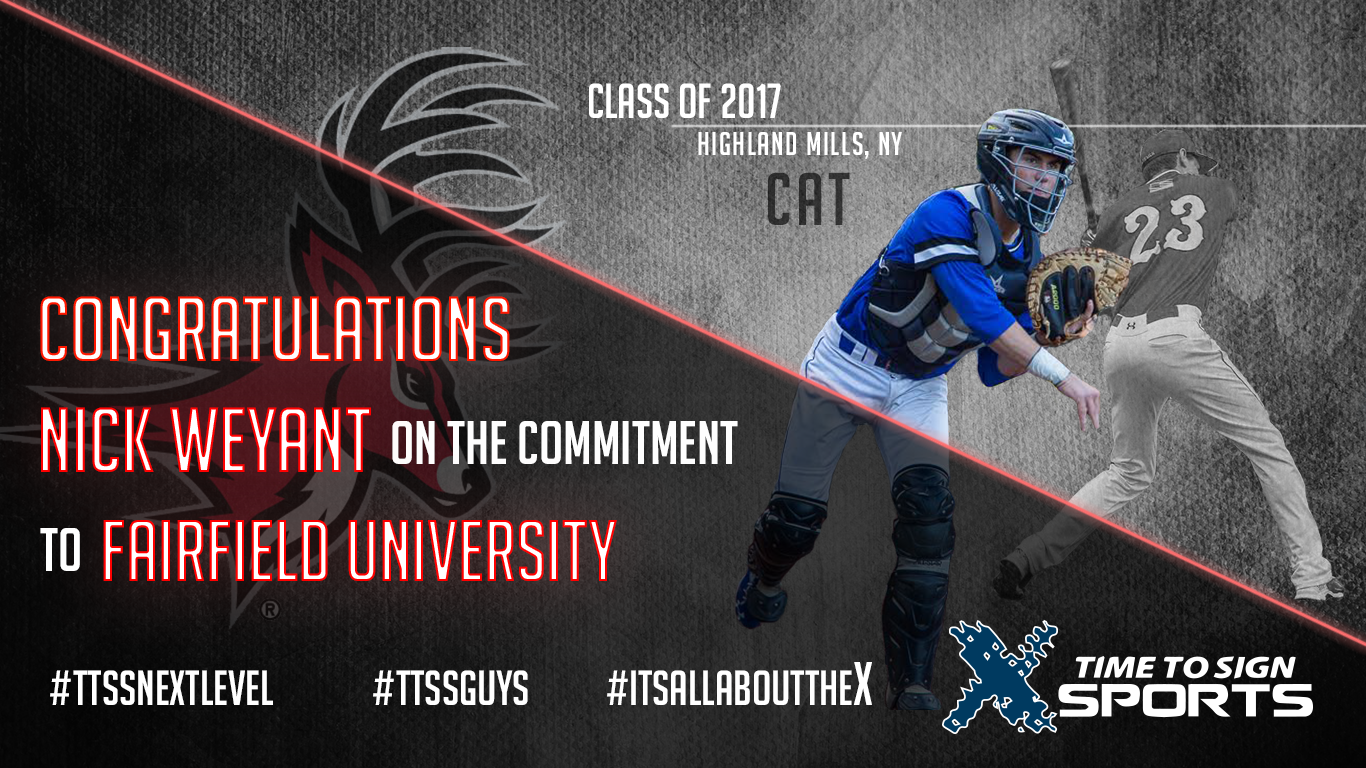 CLASS OF 2017
HIGHLAND MILLS, NY
CAT
23
CONGRATULATIONS
NICK WEYANT ON THE COMMITMENT
TO FAIRFIELD UNIVERSITY
®
#TTSSNEXTLEVEL #TTSSGUYS #ITSALLABOUTTHEX
X TIME TO SIGN
SPORTS